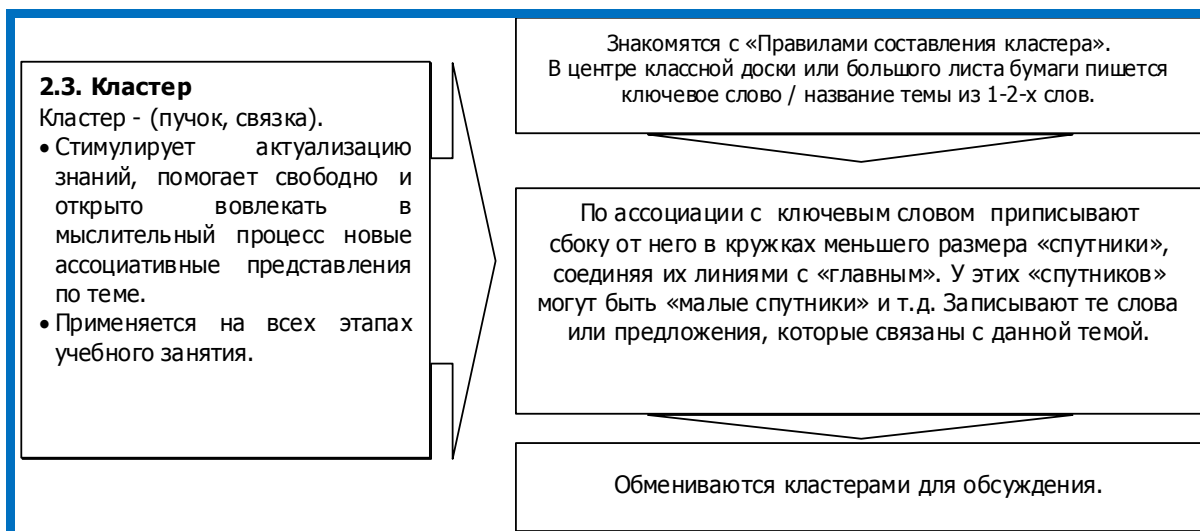 2.3. Кластер
Кластер - (пучок, связка).
• Стимулирует актуализацию
знаний, помогает свободно и
открыто вовлекать в
мыслительный процесс новые
ассоциативные представления
по теме.
• Применяется на всех этапах
учебного занятия.
Знакомятся с «Правилами составления кластера».
В центре классной доски или большого листа бумаги пишется
ключевое слово / название темы из 1-2-х слов.
По ассоциации с ключевым словом приписывают
сбоку от него в кружках меньшего размера «спутники»,
соединяя их линиями с «главным». У этих «спутников»
могут быть «малые спутники» и т.д. Записывают те слова
или предложения, которые связаны с данной темой.
Обмениваются кластерами для обсуждения.